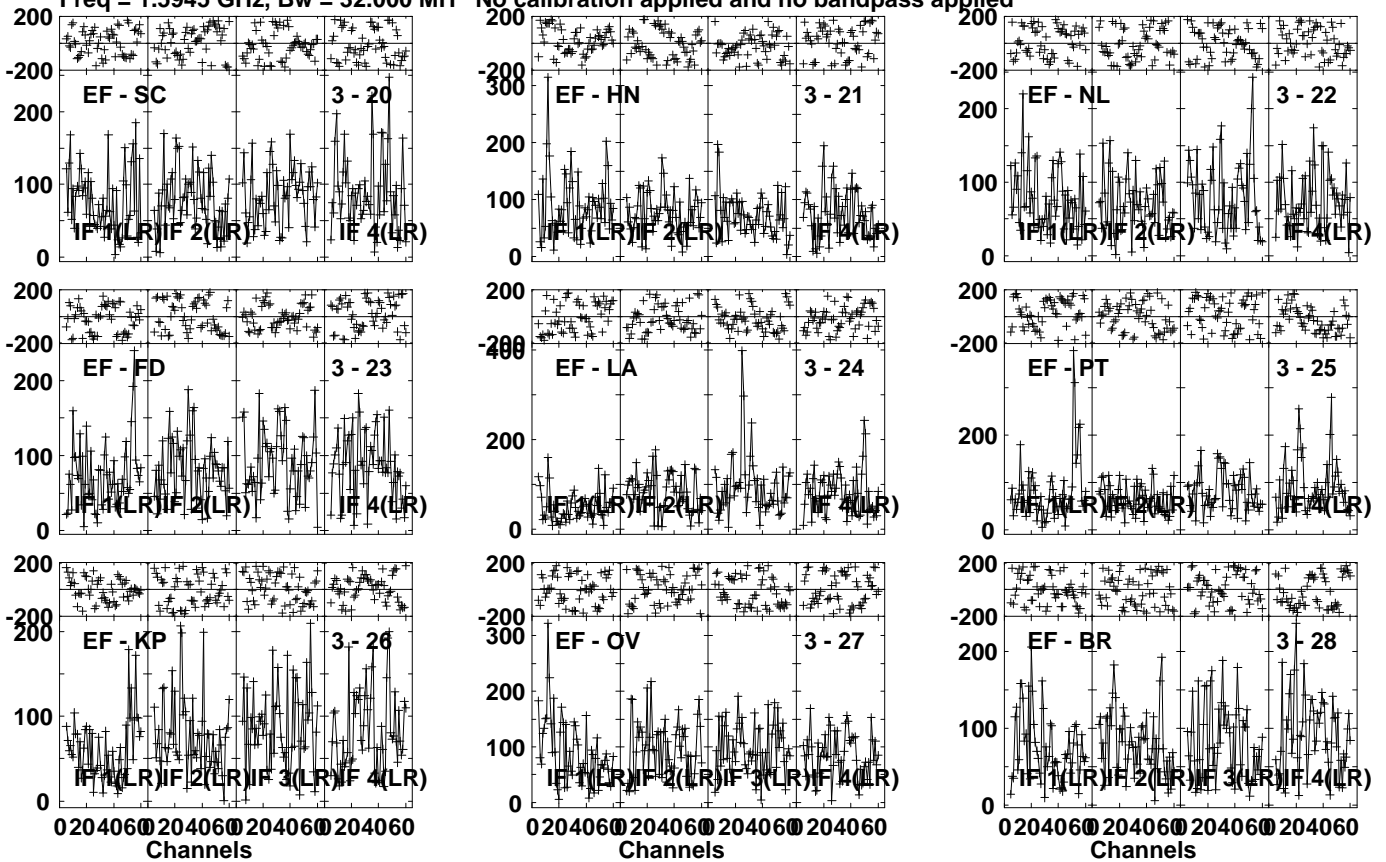 Freq = 1.5945 GHz, Bw = 32.000 MH No calibration applied and no bandpass applied
200
-200
200
100
0
EF - SC 3 - 20
IF 1(LR) IF 2(LR) IF 4(LR)
200
-200
300
200
100
0
EF - HN 3 - 21
IF 1(LR) IF 2(LR) IF 4(LR)
200
-200
200
100
0
EF - NL 3 - 22
IF 1(LR) IF 2(LR) IF 4(LR)
200
-200
200
100
0
EF - FD 3 - 23
IF 1(LR) IF 2(LR) IF 4(LR)
200
-200
400
200
0
EF - LA 3 - 24
IF 1(LR) IF 2(LR) IF 4(LR)
200
-200
200
0
EF - PT 3 - 25
IF 1(LR) IF 2(LR) IF 4(LR)
200
-200
200
100
0
EF - KP 3 - 26
IF 1(LR) IF 2(LR) IF 3(LR) IF 4(LR)
0 20 40 60 0 20 40 60 0 20 40 60 0 20 40 60
Channels
200
-200
300
200
100
0
EF - OV 3 - 27
IF 1(LR) IF 2(LR) IF 3(LR) IF 4(LR)
0 20 40 60 0 20 40 60 0 20 40 60 0 20 40 60
Channels
200
-200
200
100
0
EF - BR 3 - 28
IF 1(LR) IF 2(LR) IF 3(LR) IF 4(LR)
0 20 40 60 0 20 40 60 0 20 40 60 0 20 40 60
Channels